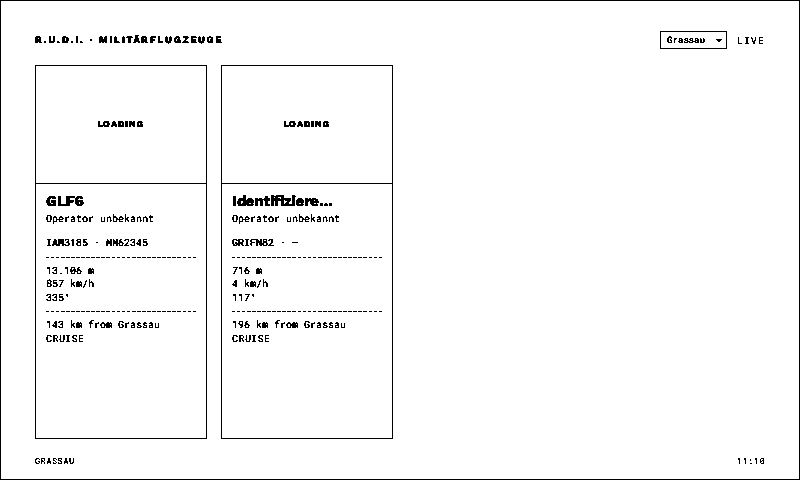 R.U.D.I. · MILITÄRFLUGZEUGE
Grassau
LIVE
LOADING
GLF6
Operator unbekannt
IAM3185 · MM62345
13.106 m
857 km/h
335°
143 km from Grassau
CRUISE
LOADING
Identifiziere...
Operator unbekannt
GRIFN82 · —
716 m
4 km/h
117°
196 km from Grassau
CRUISE
GRASSAU
11:10